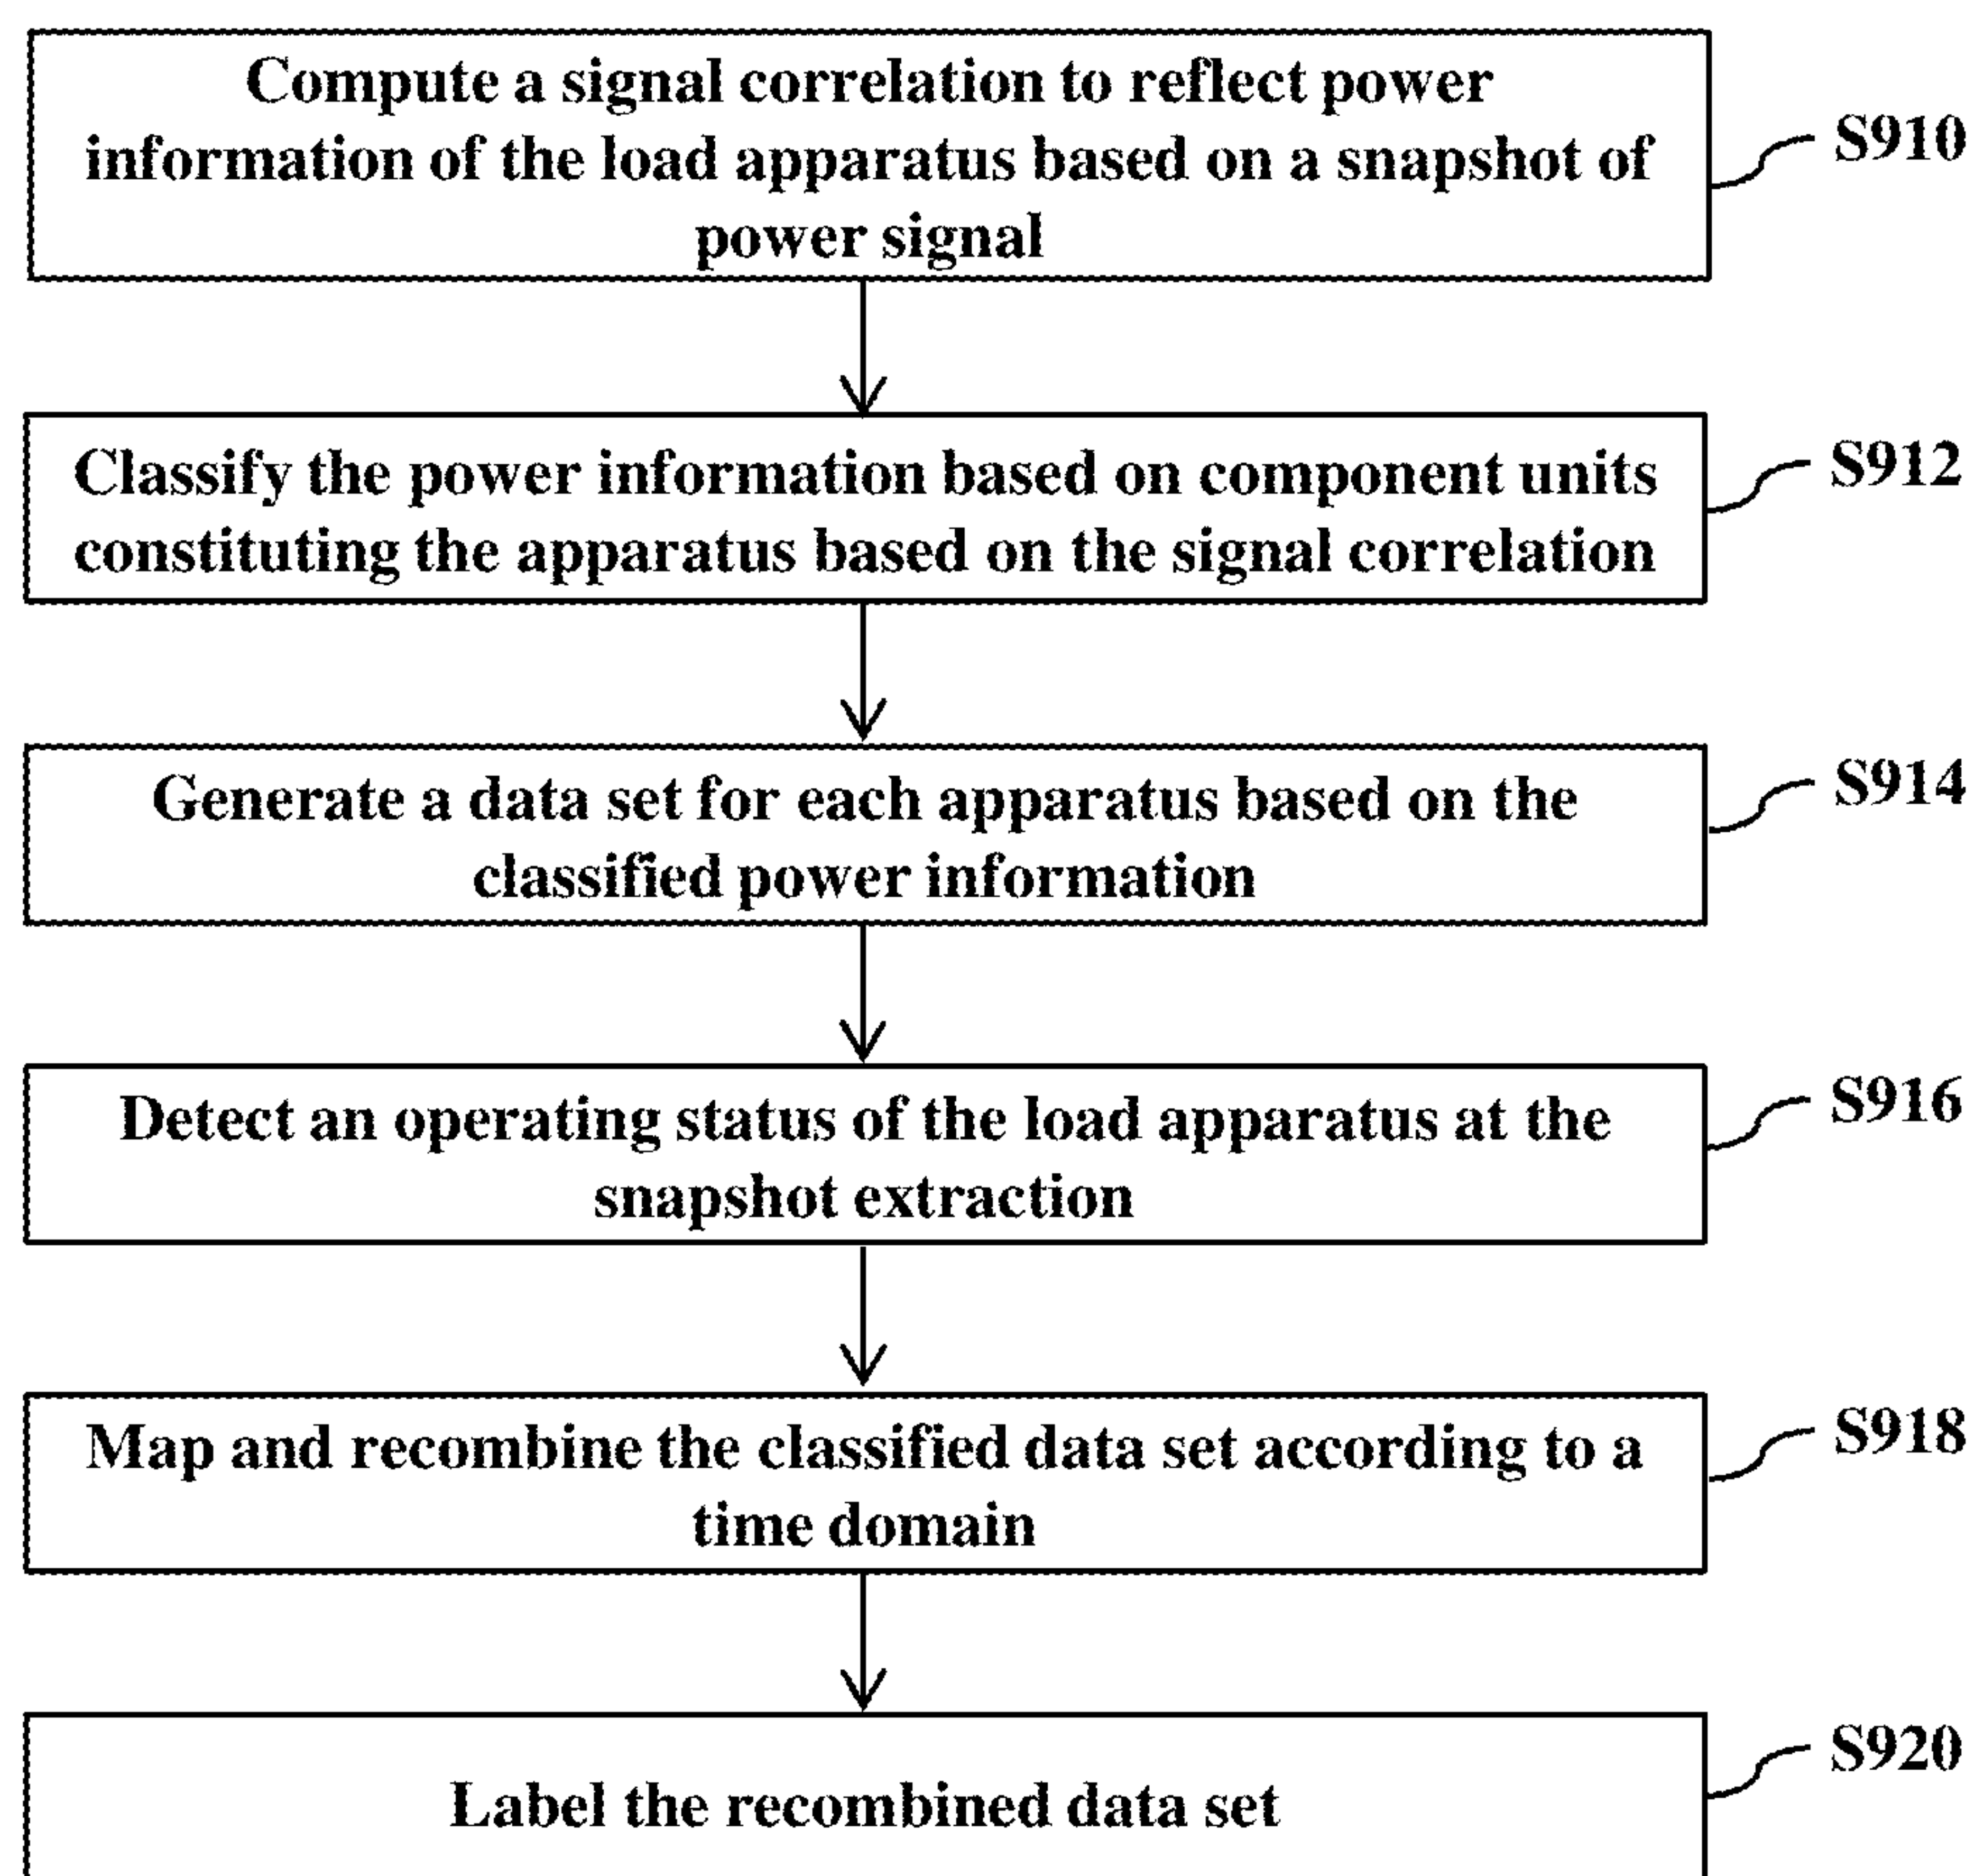 Compute a signal correlation to reflect power
information of the load apparatus based on a snapshot of
power signal
S910
Classify the power information based on component units
constituting the apparatus based on the signal correlation
S912
Generate a data set for each apparatus based on the
classified power information
S914
Detect an operating status of the load apparatus at the
snapshot extraction
S916
Map and recombine the classified data set according to a
time domain
S918
Label the recombined data set
S920